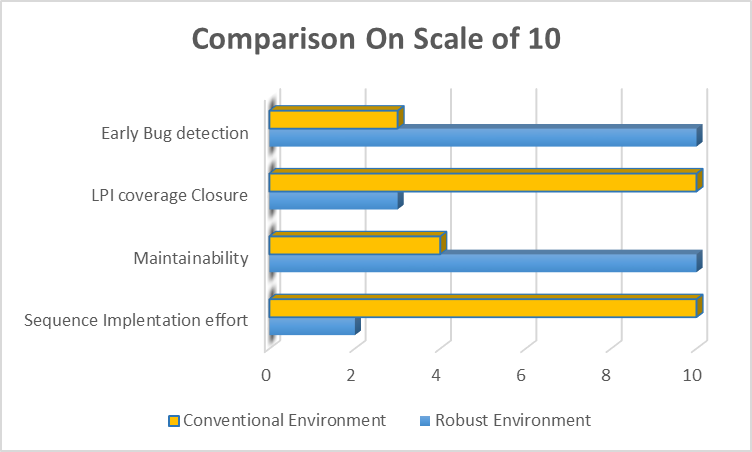 Comparison On Scale of 10
Early Bug detection
LPI coverage Closure
Maintainability
Sequence Implentation effort
0 2 4 6 8 10
Conventional Environment Robust Environment